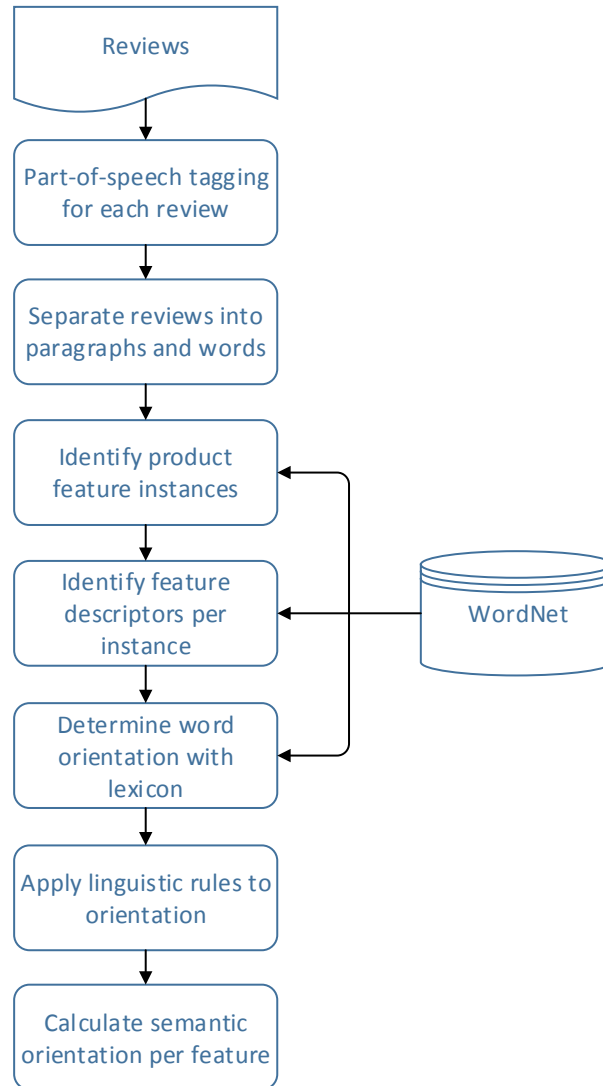 Reviews
Part-of-speech tagging
for each review
Separate reviews into
paragraphs and words
Identify product
feature instances
Identify feature
descriptors per
instance
WordNet
Determine word
orientation with
lexicon
Apply linguistic rules to
orientation
Calculate semantic
orientation per feature